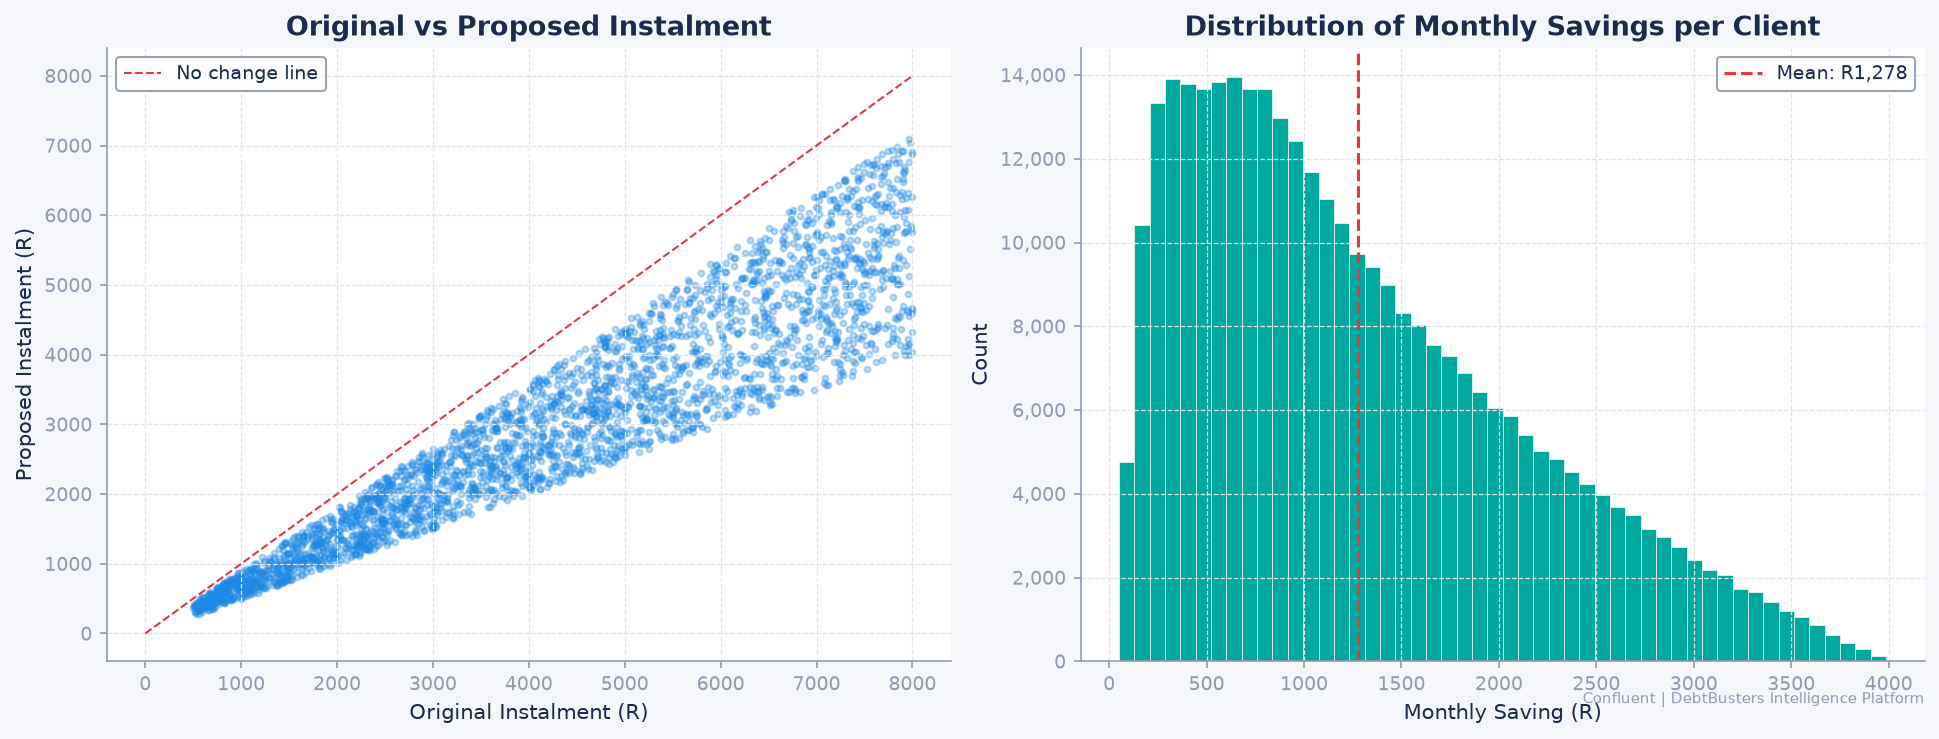 Original vs Proposed Instalment
No change line
8000
7000
6000
5000
4000
3000
2000
1000
0
Proposed Instalment (R)
0 1000 2000 3000 4000 5000 6000 7000 8000
Original Instalment (R)
Distribution of Monthly Savings per Client
Mean: R1,278
14,000
12,000
10,000
8,000
6,000
4,000
2,000
0
Count
0 500 1000 1500 2000 2500 3000 3500 4000
Monthly Saving (R)
Confluent | DebtBusters Intelligence Platform